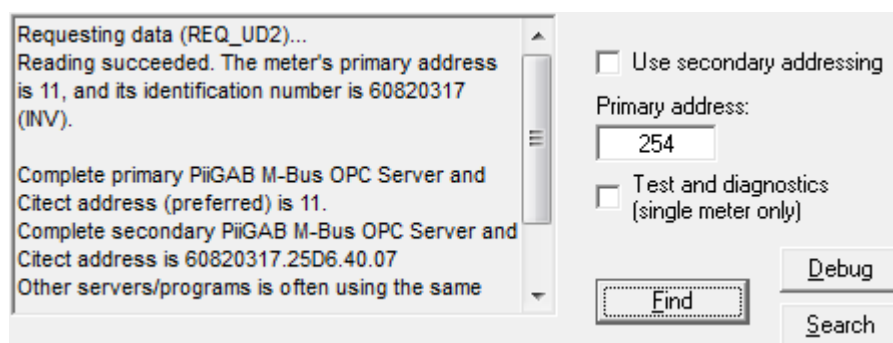 Requesting data (REQ_UD2)...
Reading succeeded. The meter's primary address
is 11, and its identification number is 60820317
(INV).
Complete primary PiiGAB M-Bus OPC Server and
Citect address (preferred) is 11.
Complete secondary PiiGAB M-Bus OPC Server and
Citect address is 60820317.25D6.40.07
Other servers/programs is often using the same
Use secondary addressing
Primary address:
254
Test and diagnostics
(single meter only)
Debug
Find
Search